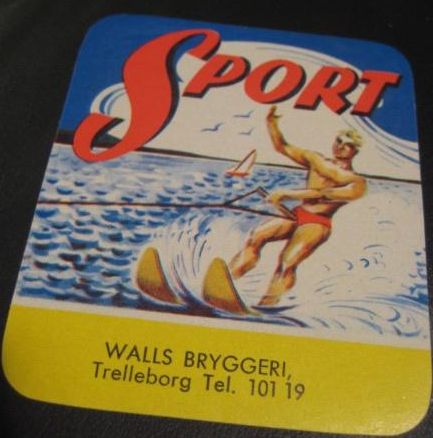 SPORT
WALLS BRYGGERI,
Trelleborg Tel. 101 19